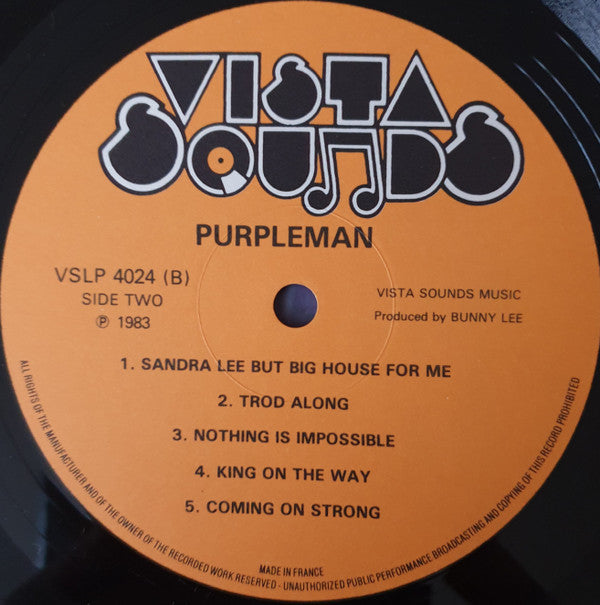 VISTA
SOUNDS
PURPLEMAN
VSLP 4024 (B)
SIDE TWO
℗ 1983
VISTA SOUNDS MUSIC
Produced by BUNNY LEE
1. SANDRA LEE BUT BIG HOUSE FOR ME
2. TROD ALONG
3. NOTHING IS IMPOSSIBLE
4. KING ON THE WAY
5. COMING ON STRONG
ALL RIGHTS OF THE MANUFACTURER AND OF THE OWNER OF THE RECORDED WORK RESERVED - UNAUTHORIZED PUBLIC PERFORMANCE BROADCASTING AND COPYING OF THIS RECORD PROHIBITED
MADE IN FRANCE